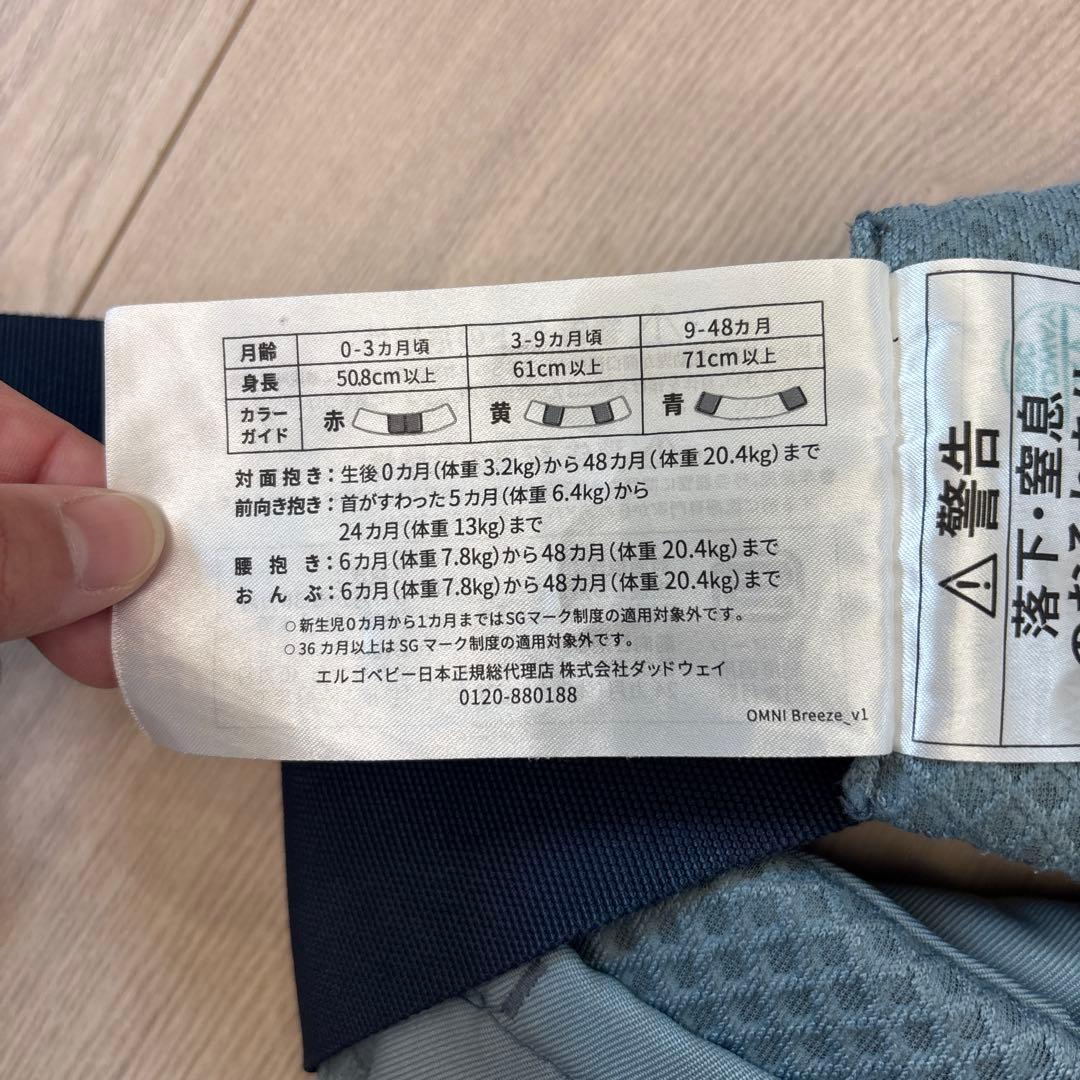 月齢 0-3カ月頃 3-9カ月頃 9-48カ月
身長 50.8cm以上 61cm以上 71cm以上
カラーガイド 赤 黄 青
対面抱き：生後0カ月（体重3.2kg）から48カ月（体重20.4kg）まで
前向き抱き：首がすわった5カ月（体重6.4kg）から
24カ月（体重13kg）まで
腰抱き：6カ月（体重7.8kg）から48カ月（体重20.4kg）まで
おんぶ：6カ月（体重7.8kg）から48カ月（体重20.4kg）まで
○新生児0カ月から1カ月まではSGマーク制度の適用対象外です。
○36カ月以上はSGマーク制度の適用対象外です。
エルゴベビー日本正規総代理店 株式会社ダッドウェイ
0120-880188
OMNI Breeze_v1
警告
落下・窒息